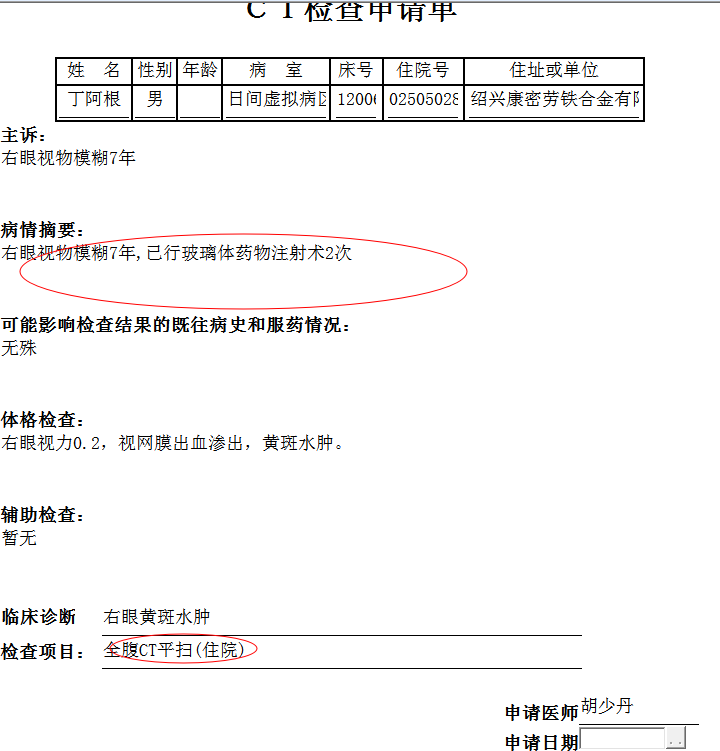 CT检查申请单
姓 名 性别 年龄 病 室 床号 住院号 住址或单位
丁阿根 男 日间虚拟病区 12006 02505028 绍兴康密劳铁合金有限
主诉：
右眼视物模糊7年
病情摘要：
右眼视物模糊7年,已行玻璃体药物注射术2次
可能影响检查结果的既往病史和服药情况：
无殊
体格检查：
右眼视力0.2，视网膜出血渗出，黄斑水肿。
辅助检查：
暂无
临床诊断 右眼黄斑水肿
检查项目： 全腹CT平扫(住院)
申请医师 胡少丹
申请日期 ..